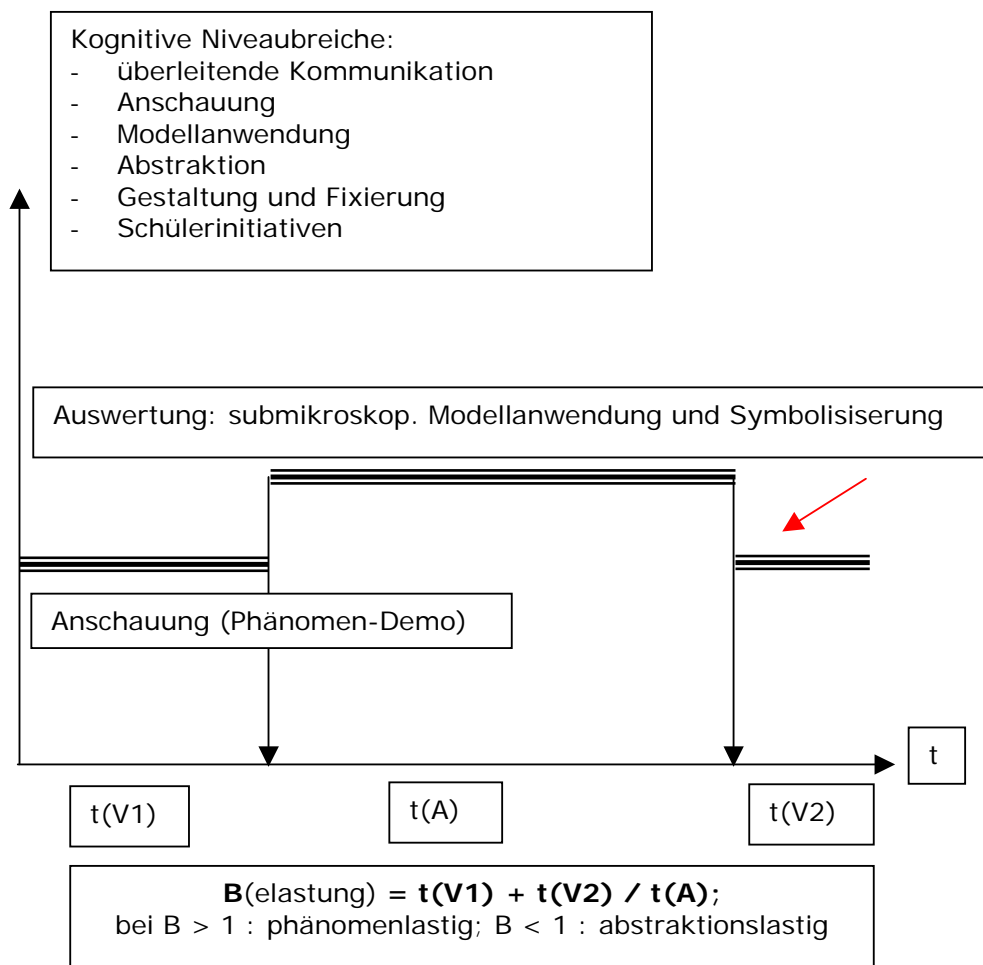 Kognitive Niveaubreiche:
- überleitende Kommunikation
- Anschauung
- Modellanwendung
- Abstraktion
- Gestaltung und Fixierung
- Schülerinitiativen
Auswertung: submikroskop. Modellanwendung und Symbolisiserung
Anschauung (Phänomen-Demo)
t
t(V1)
t(A)
t(V2)
B(elastung) = t(V1) + t(V2) / t(A);
bei B > 1 : phänomenlastig; B < 1 : abstraktionslastig